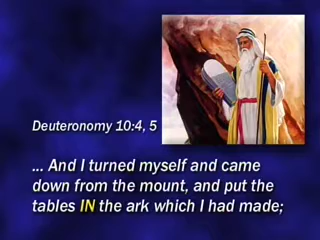 Deuteronomy 10:4, 5
... And I turned myself and came
down from the mount, and put the
tables IN the ark which I had made;